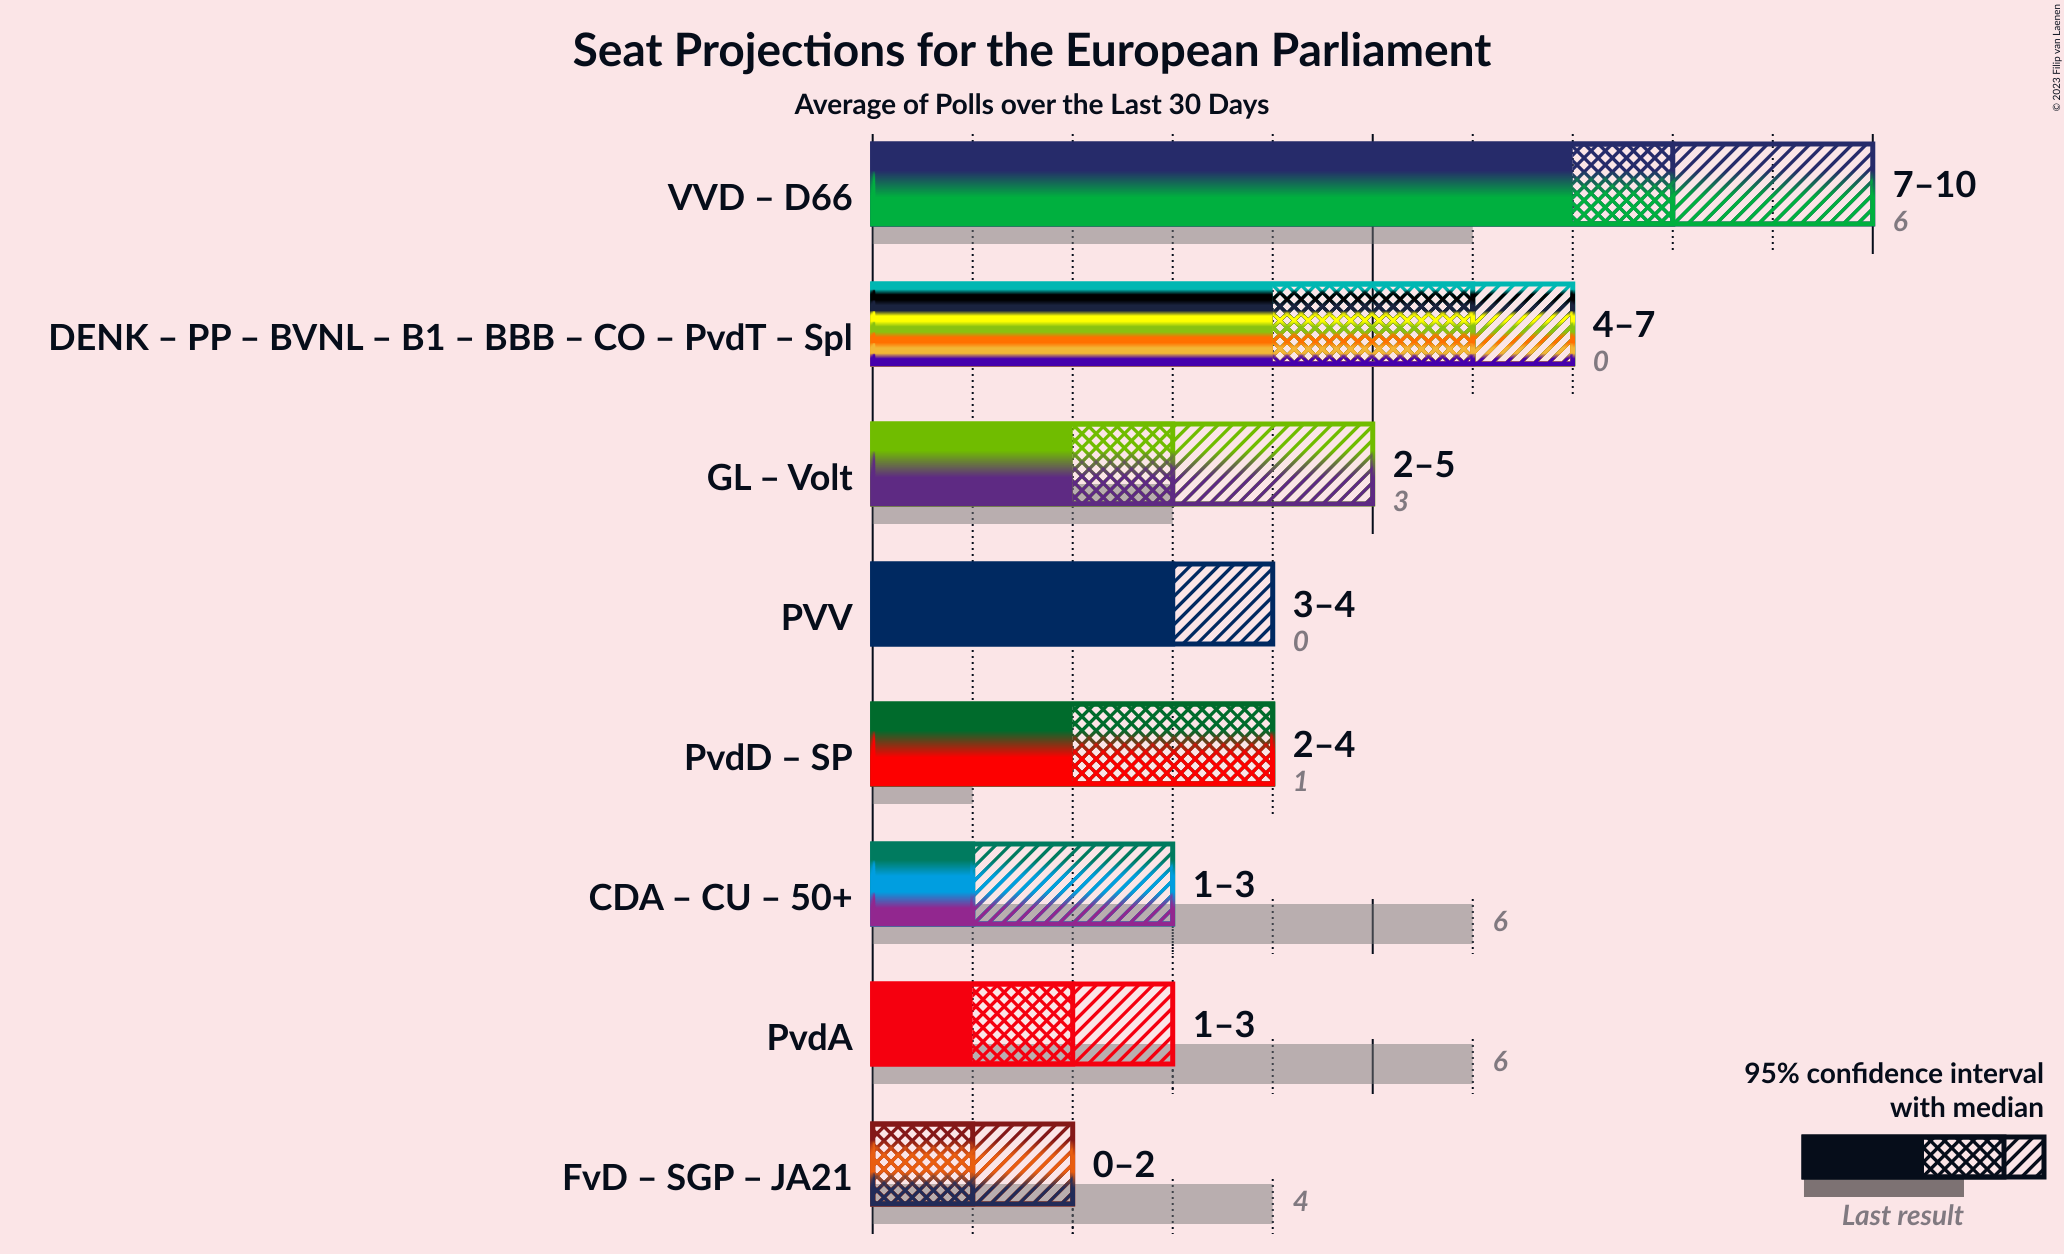 Seat Projections for the European Parliament
Average of Polls over the Last 30 Days
© 2023 Filip van Laenen
VVD – D66
7–10
6
DENK – PP – BVNL – B1 – BBB – CO – PvdT – Spl
4–7
0
GL – Volt
2–5
3
PVV
3–4
0
PvdD – SP
2–4
1
CDA – CU – 50+
1–3
6
PvdA
1–3
6
FvD – SGP – JA21
0–2
4
95% confidence interval
with median
Last result